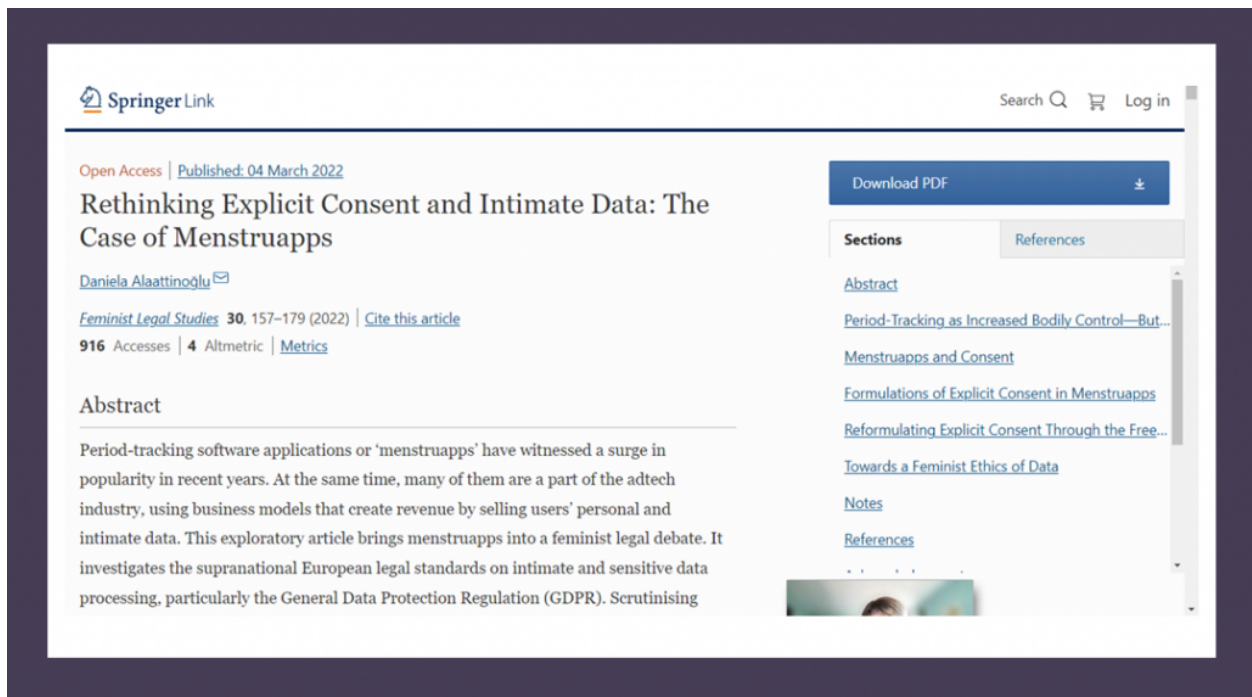 Springer Link
Search
Log in
Open Access | Published: 04 March 2022
Rethinking Explicit Consent and Intimate Data: The
Case of Menstruapps
Daniela Alaattinoğlu
Feminist Legal Studies 30, 157–179 (2022) | Cite this article
916 Accesses | 4 Altmetric | Metrics
Abstract
Period-tracking software applications or ‘menstruapps’ have witnessed a surge in
popularity in recent years. At the same time, many of them are a part of the adtech
industry, using business models that create revenue by selling users’ personal and
intimate data. This exploratory article brings menstruapps into a feminist legal debate. It
investigates the supranational European legal standards on intimate and sensitive data
processing, particularly the General Data Protection Regulation (GDPR). Scrutinising
Download PDF
Sections
References
Abstract
Period-Tracking as Increased Bodily Control—But...
Menstruapps and Consent
Formulations of Explicit Consent in Menstruapps
Reformulating Explicit Consent Through the Free...
Towards a Feminist Ethics of Data
Notes
References